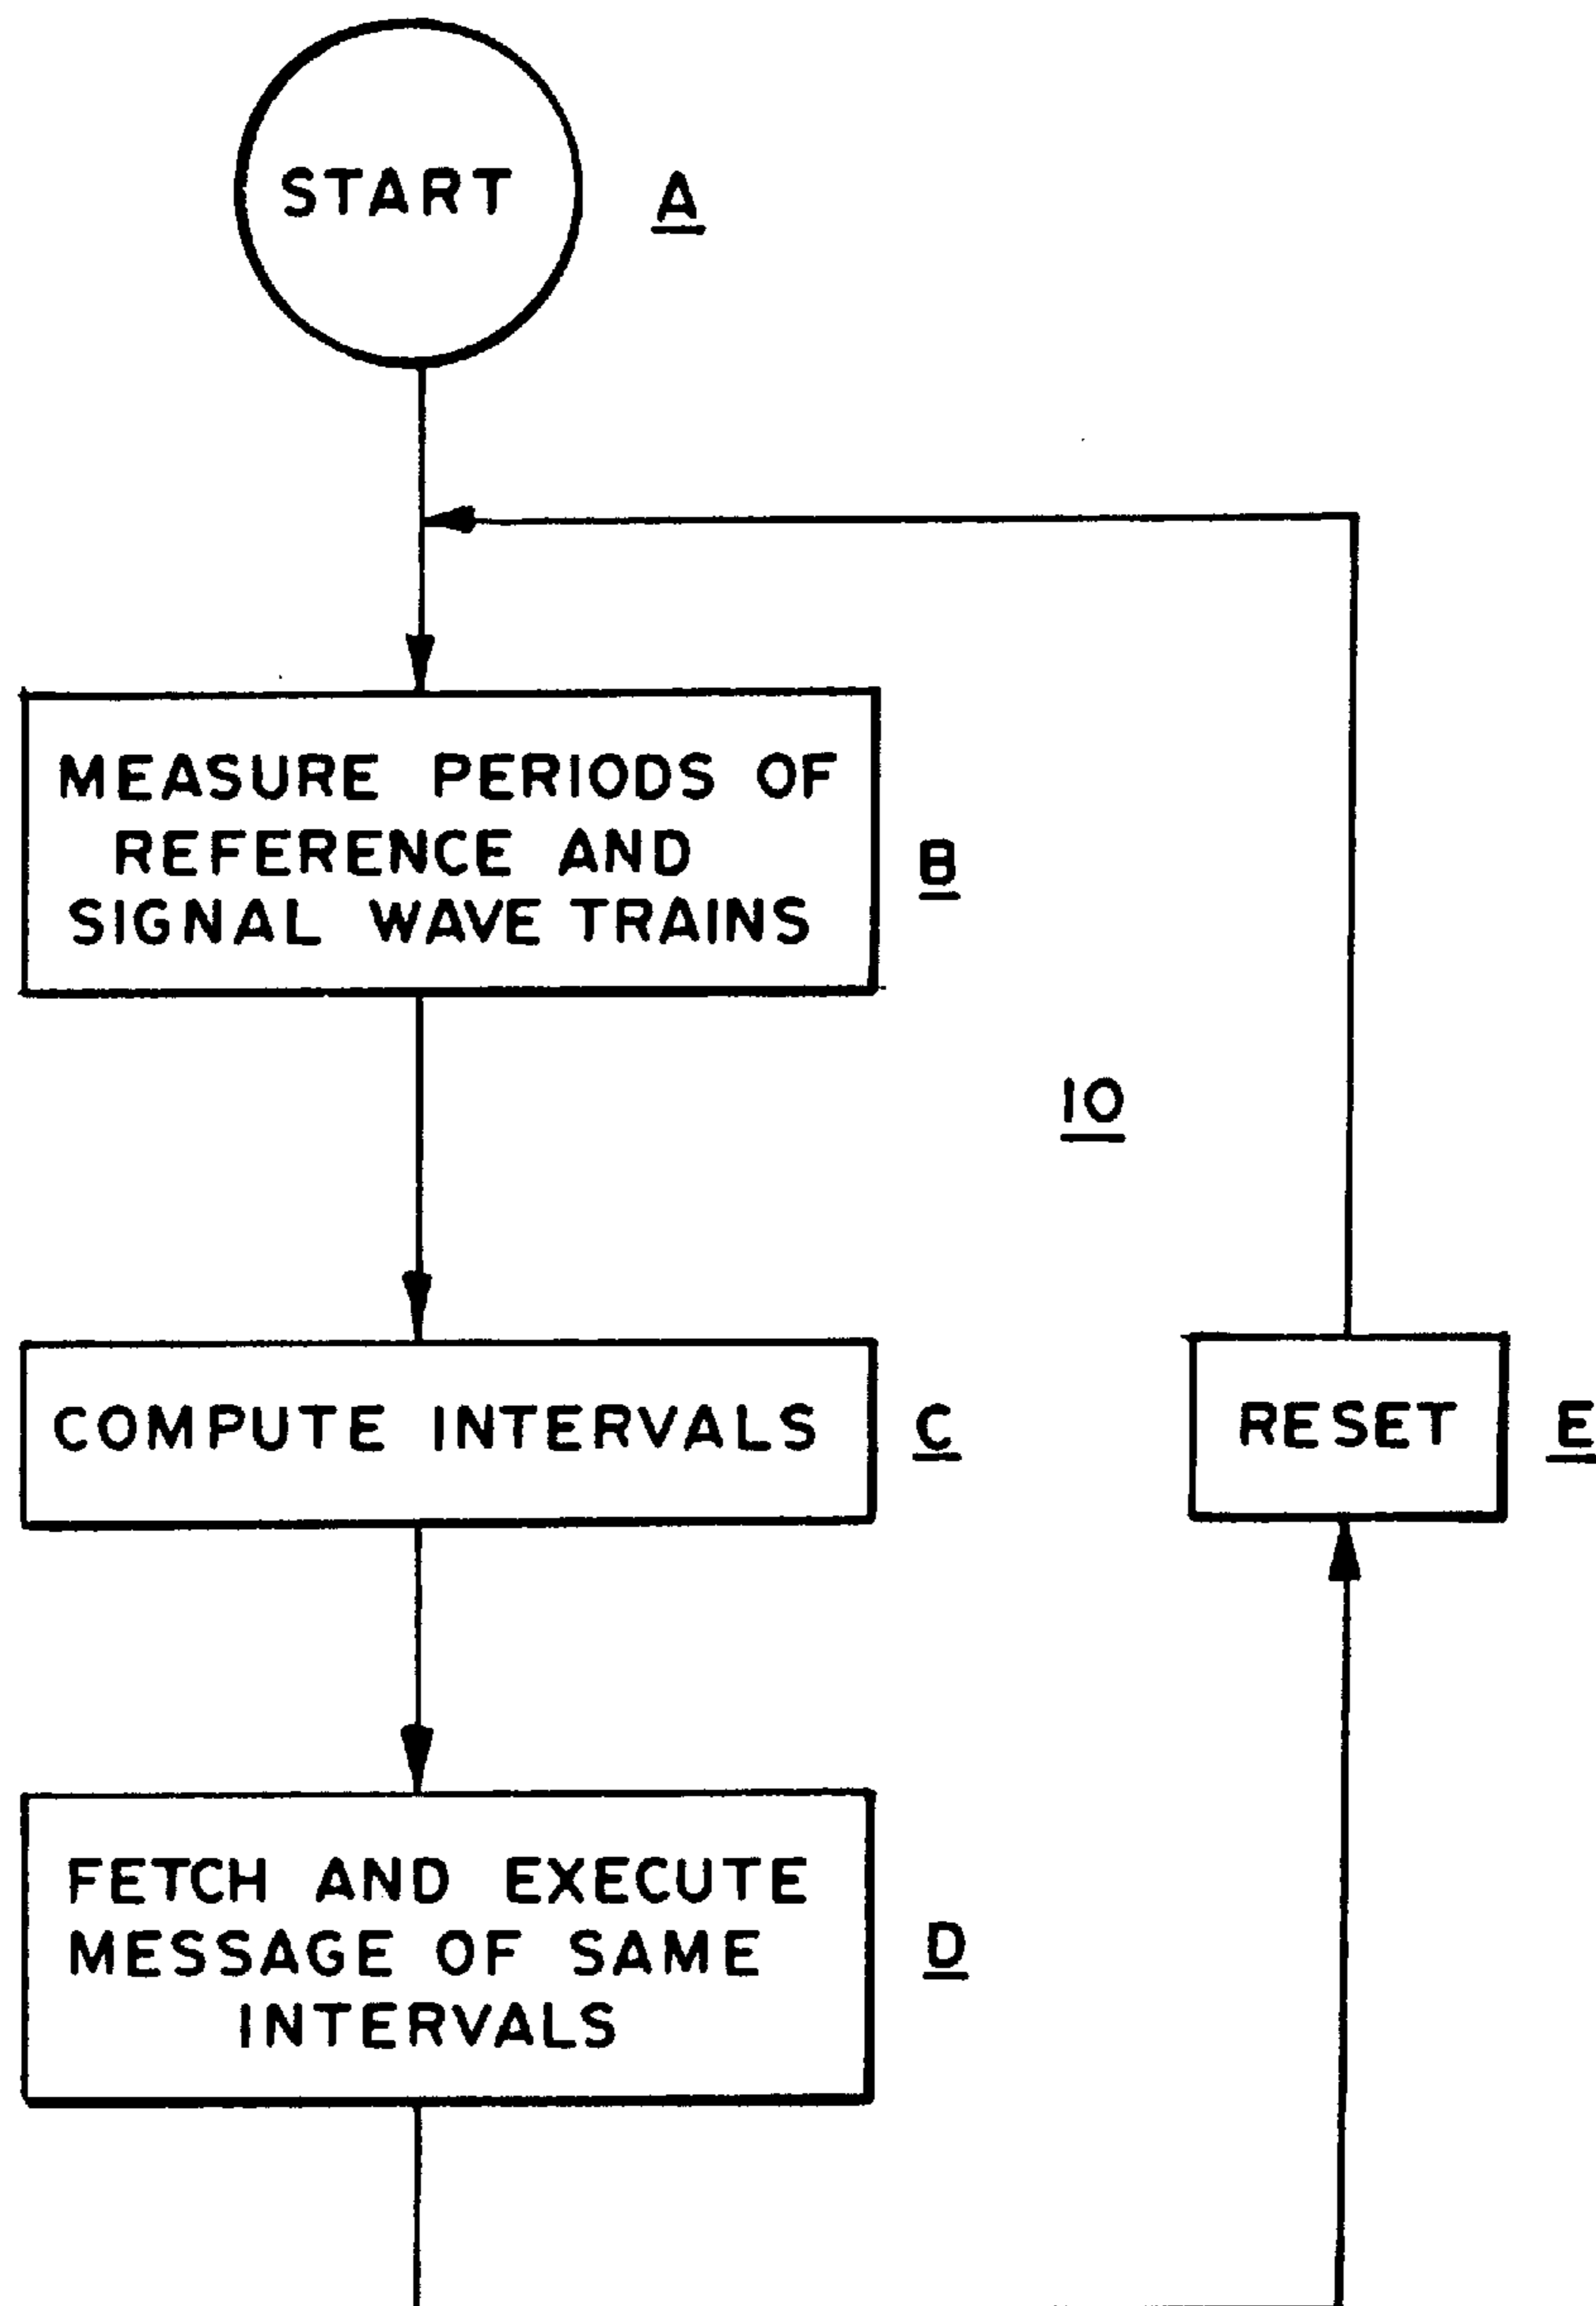 START
A
MEASURE PERIODS OF
REFERENCE AND
SIGNAL WAVE TRAINS
B
10
COMPUTE INTERVALS
C
RESET
E
FETCH AND EXECUTE
MESSAGE OF SAME
INTERVALS
D